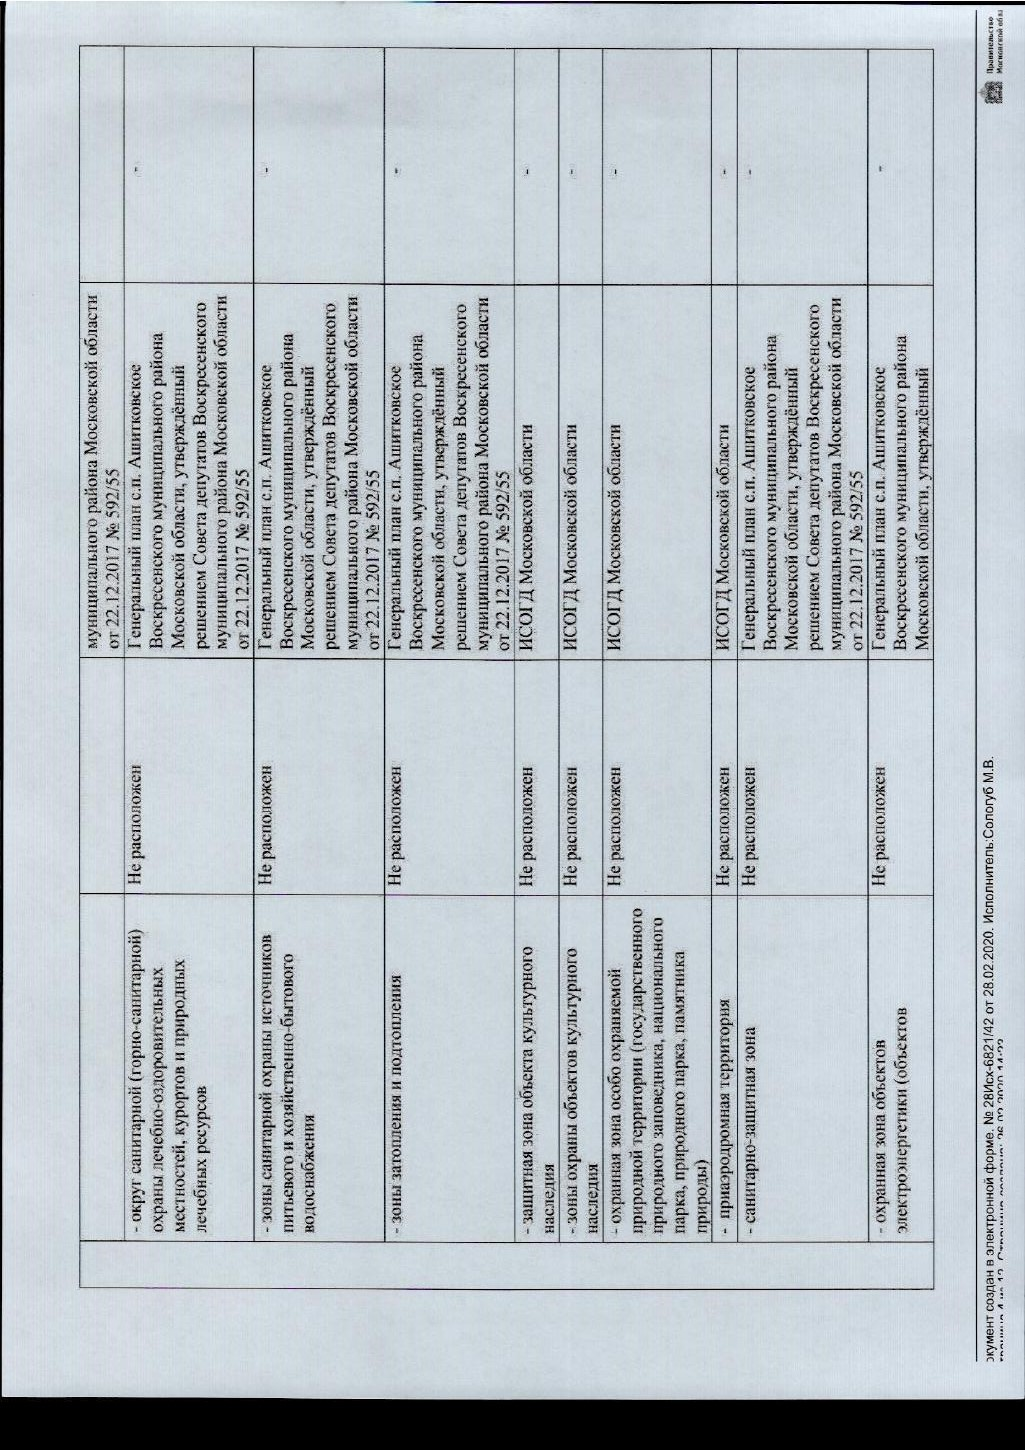 муниципального района Московской области
от 22.12.2017 № 592/55
- округ санитарной (горно-санитарной)
охраны лечебно-оздоровительных
местностей, курортов и природных
лечебных ресурсов
Не расположен
Генеральный план с.п. Ашитковское
Воскресенского муниципального района
Московской области, утверждённый
решением Совета депутатов Воскресенского
муниципального района Московской области
от 22.12.2017 № 592/55
-
- зоны санитарной охраны источников
питьевого и хозяйственно-бытового
водоснабжения
Не расположен
Генеральный план с.п. Ашитковское
Воскресенского муниципального района
Московской области, утверждённый
решением Совета депутатов Воскресенского
муниципального района Московской области
от 22.12.2017 № 592/55
-
- зоны затопления и подтопления
Не расположен
Генеральный план с.п. Ашитковское
Воскресенского муниципального района
Московской области, утверждённый
решением Совета депутатов Воскресенского
муниципального района Московской области
от 22.12.2017 № 592/55
-
- защитная зона объекта культурного
наследия
Не расположен
ИСОГД Московской области
-
- зоны охраны объектов культурного
наследия
Не расположен
ИСОГД Московской области
-
- охранная зона особо охраняемой
природной территории (государственного
природного заповедника, национального
парка, природного парка, памятника
природы)
Не расположен
ИСОГД Московской области
-
- приаэродромная территория
Не расположен
ИСОГД Московской области
-
- санитарно-защитная зона
Не расположен
Генеральный план с.п. Ашитковское
Воскресенского муниципального района
Московской области, утверждённый
решением Совета депутатов Воскресенского
муниципального района Московской области
от 22.12.2017 № 592/55
-
- охранная зона объектов
электроэнергетики (объектов
Не расположен
Генеральный план с.п. Ашитковское
Воскресенского муниципального района
Московской области, утверждённый
-
окумент создан в электронной форме. № 28Исх-6821/42 от 28.02.2020. Исполнитель:Сологуб М.В.
Правительство
Московской обла